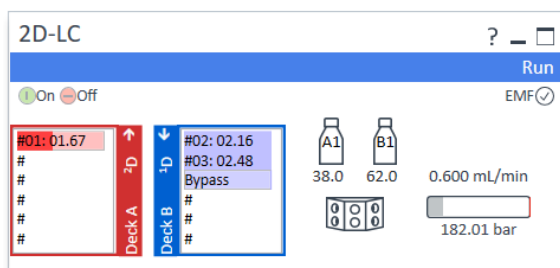 2D-LC ?
Run
On Off EMF
#01: 01.67
#
#
#
#
#
²D
Deck A
¹D
Deck B
#02: 02.16
#03: 02.48
Bypass
#
#
#
A1 B1
38.0 62.0 0.600 mL/min
182.01 bar